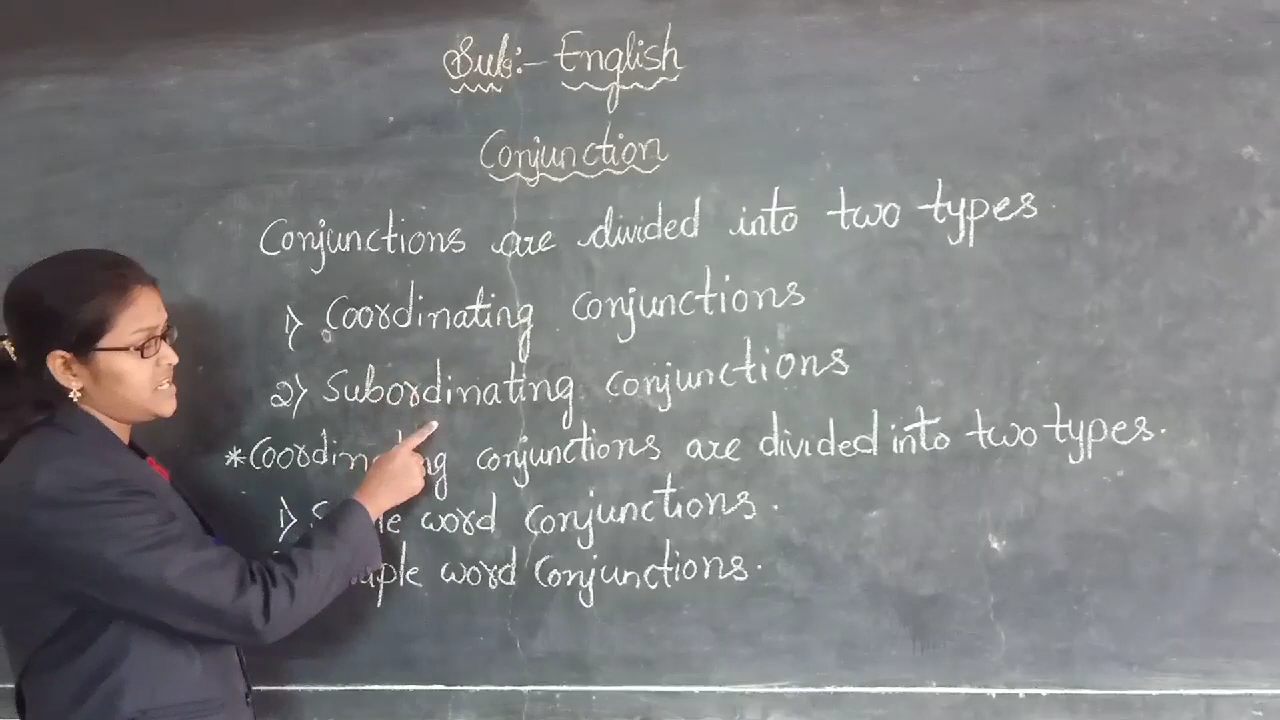 Sub:- English
Conjunction
Conjunctions are divided into two types.
1) Coordinating conjunctions
2) Subordinating conjunctions
*Coordinating conjunctions are divided into two types.
1) word conjunctions.
word conjunctions.